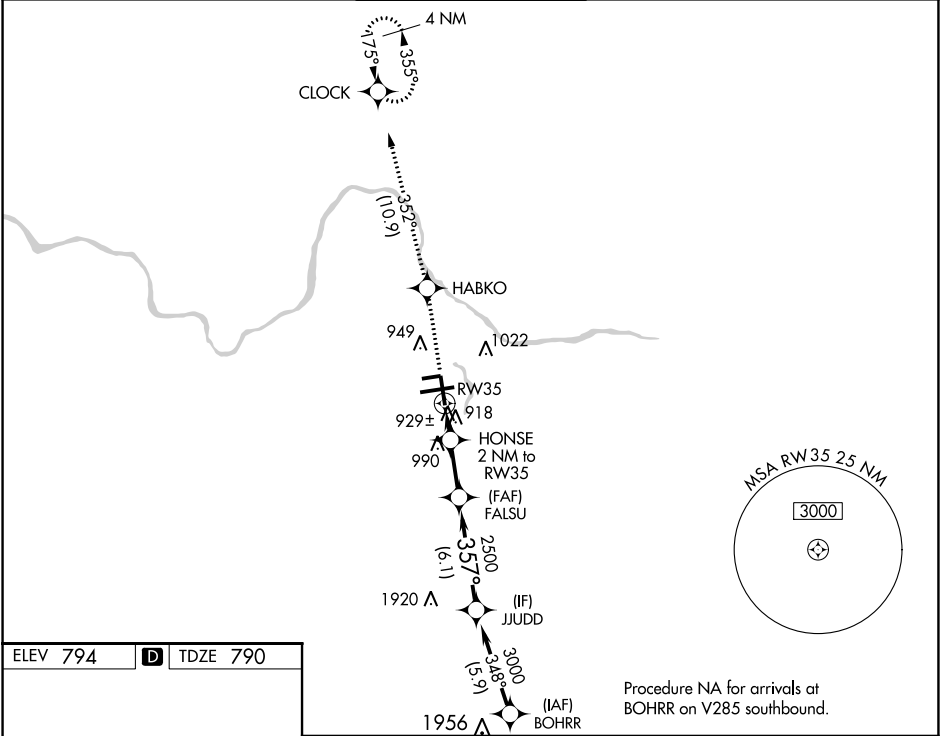 4 NM
175°
355°
CLOCK
352°
(10.9)
HABKO
949
1022
RW35
929±
918
HONSE
2 NM to
RW35
990
(FAF)
FALSU
2500
357°
(6.1)
1920
(IF)
JJUDD
3000
348°
(5.9)
(IAF)
BOHRR
1956
MSA RW35 25 NM
3000
Procedure NA for arrivals at
BOHRR on V285 southbound.
ELEV 794 D TDZE 790